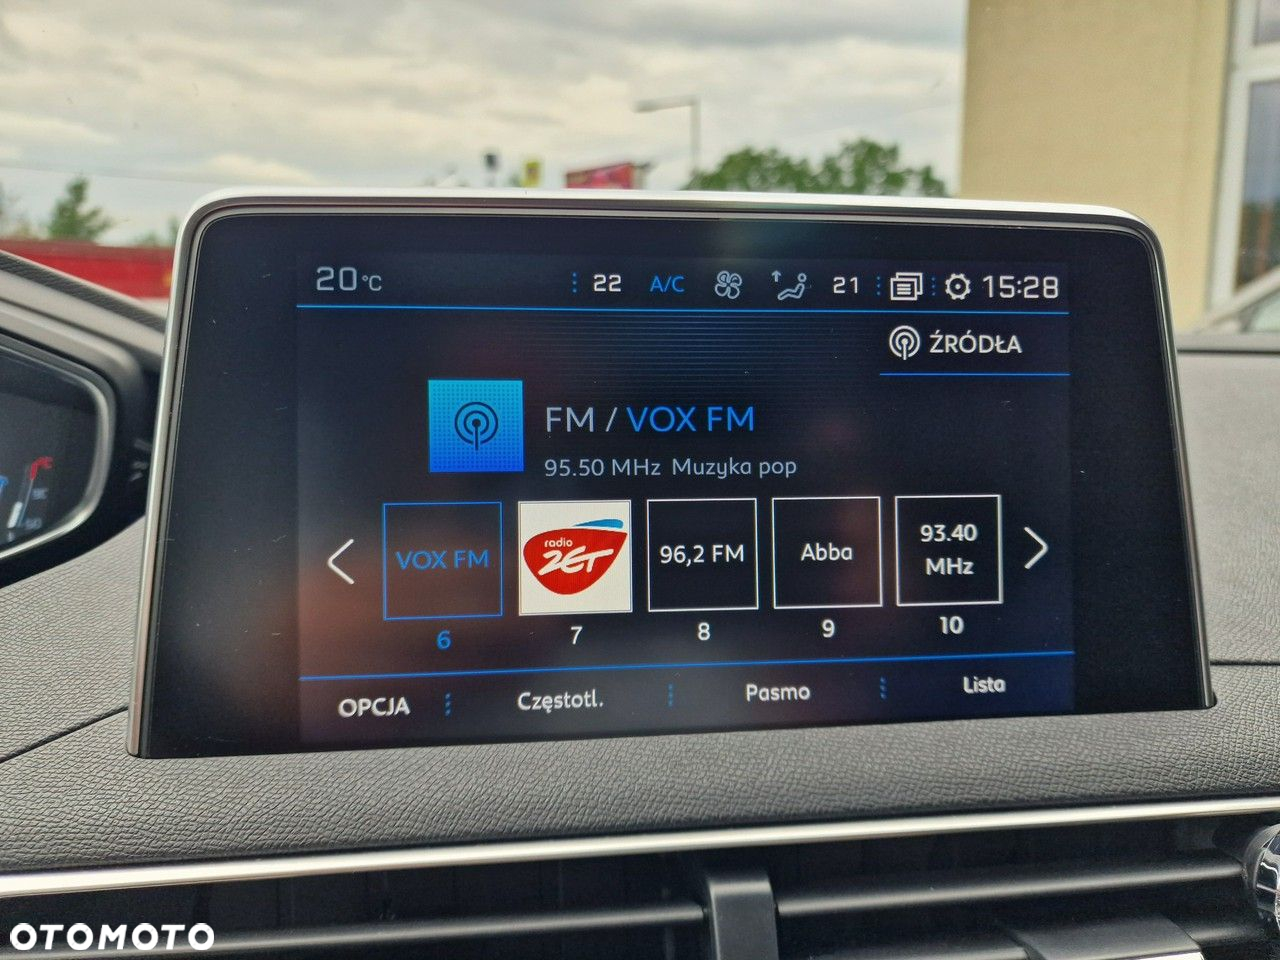 20°C 22 A/C 21 15:28
ŹRÓDŁA
FM / VOX FM
95.50 MHz Muzyka pop
VOX FM
radio
ZET
96,2 FM
Abba
93.40
MHz
6 7 8 9 10
OPCJA Częstotl. Pasmo Lista
OTOMOTO